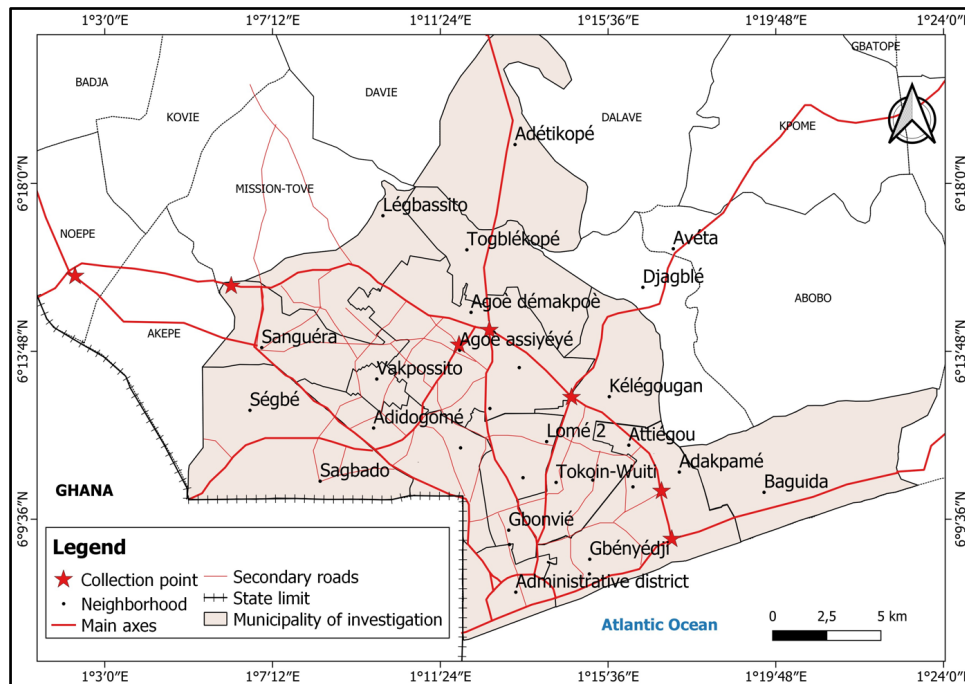 1°3'0"E 1°7'12"E 1°11'24"E 1°15'36"E 1°19'48"E 1°24'0"E
GBATOPE
BADJA
DAVIE
KOVIE
DALAVE
KPOME
Adétikopé
6°18'0"N 6°18'0"N
MISSION-TOVE
Légbassito
NOEPE
Togblékopé
Avéta
Djagblé
ABOBO
Agoè démakpoè
AKEPE
Sanguéra
Agoè assiyéyé
6°13'48"N 6°13'48"N
Vakpossito
Kélégougan
Ségbé
Adidogomé
Lomé 2
Attiégou
Sagbado
Tokoin-Wuiti
Adakpamé
GHANA
Baguida
6°9'36"N 6°9'36"N
Gbonvié
Gbényédji
Administrative district
Atlantic Ocean
Legend
Collection point
Neighborhood
Main axes
Secondary roads
State limit
Municipality of investigation
0 2,5 5 km
1°3'0"E 1°7'12"E 1°11'24"E 1°15'36"E 1°19'48"E 1°24'0"E